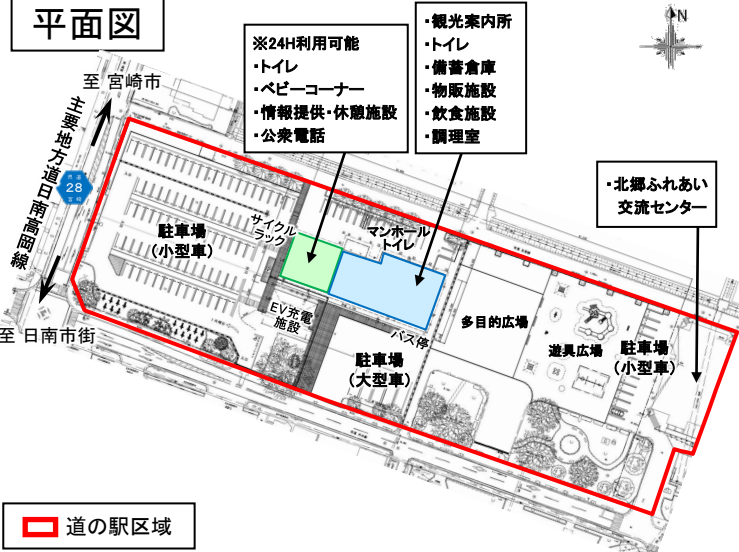 平面図
※24H利用可能
・トイレ
・ベビーコーナー
・情報提供・休憩施設
・公衆電話
・観光案内所
・トイレ
・備蓄倉庫
・物販施設
・飲食施設
・調理室
N
至 宮崎市
主要地方道日南高岡線
県道
28
宮崎
・北郷ふれあい
交流センター
駐車場
(小型車)
サイクル
ラック
マンホール
トイレ
EV充電
施設
バス停
駐車場
(大型車)
多目的広場
遊具広場
駐車場
(小型車)
至 日南市街
道の駅区域